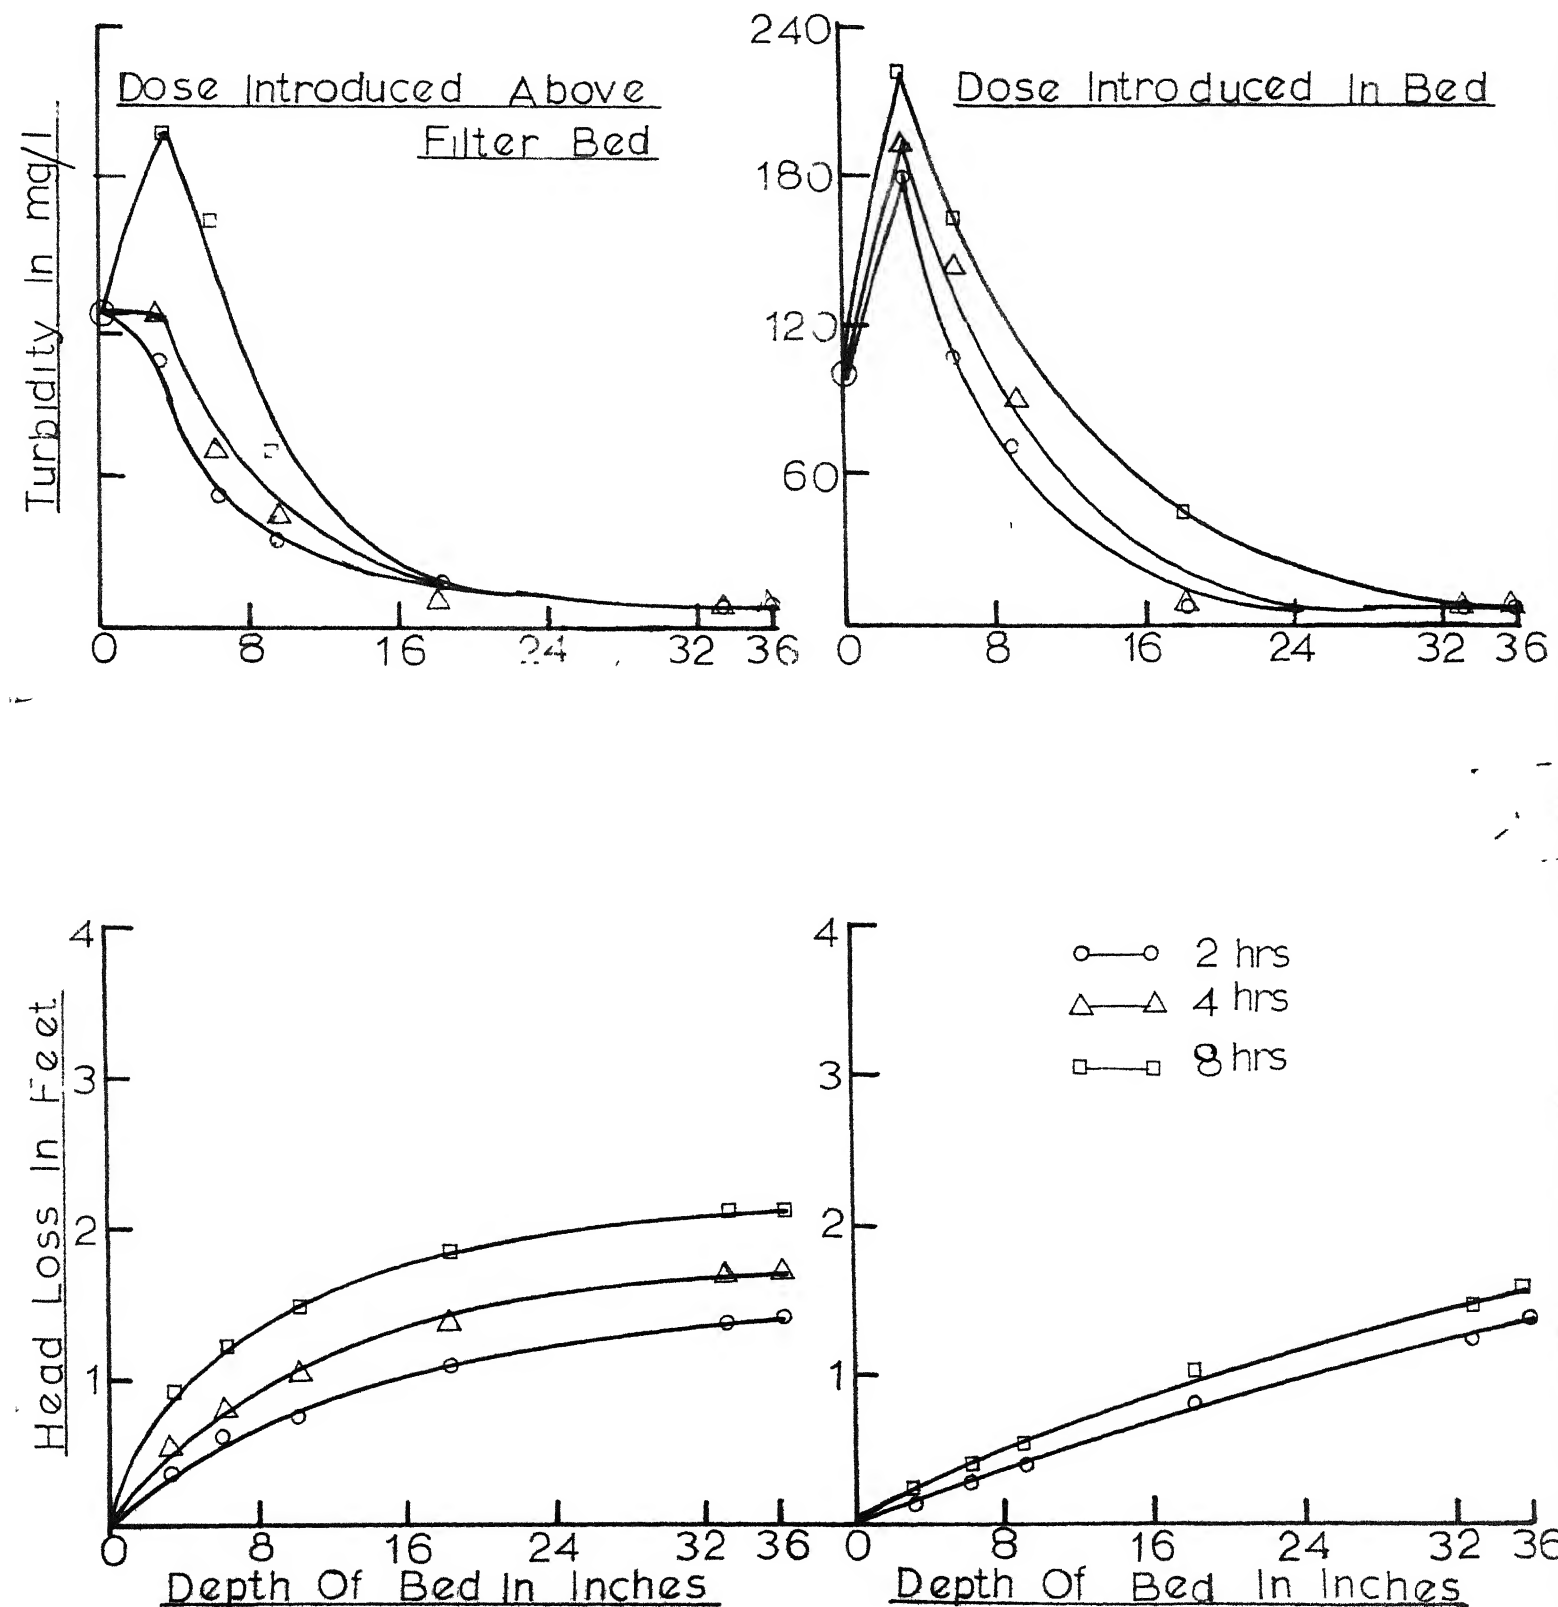 Dose Introduced Above
Filter Bed
Turbidity In mg/l
0 8 16 24 32 36
Dose Introduced In Bed
240
180
120
60
0 8 16 24 32 36
Head Loss In Feet
4
3
2
1
0 8 16 24 32 36
Depth Of Bed In Inches
4
3
2
1
2 hrs
4 hrs
8 hrs
0 8 16 24 32 36
Depth Of Bed In Inches